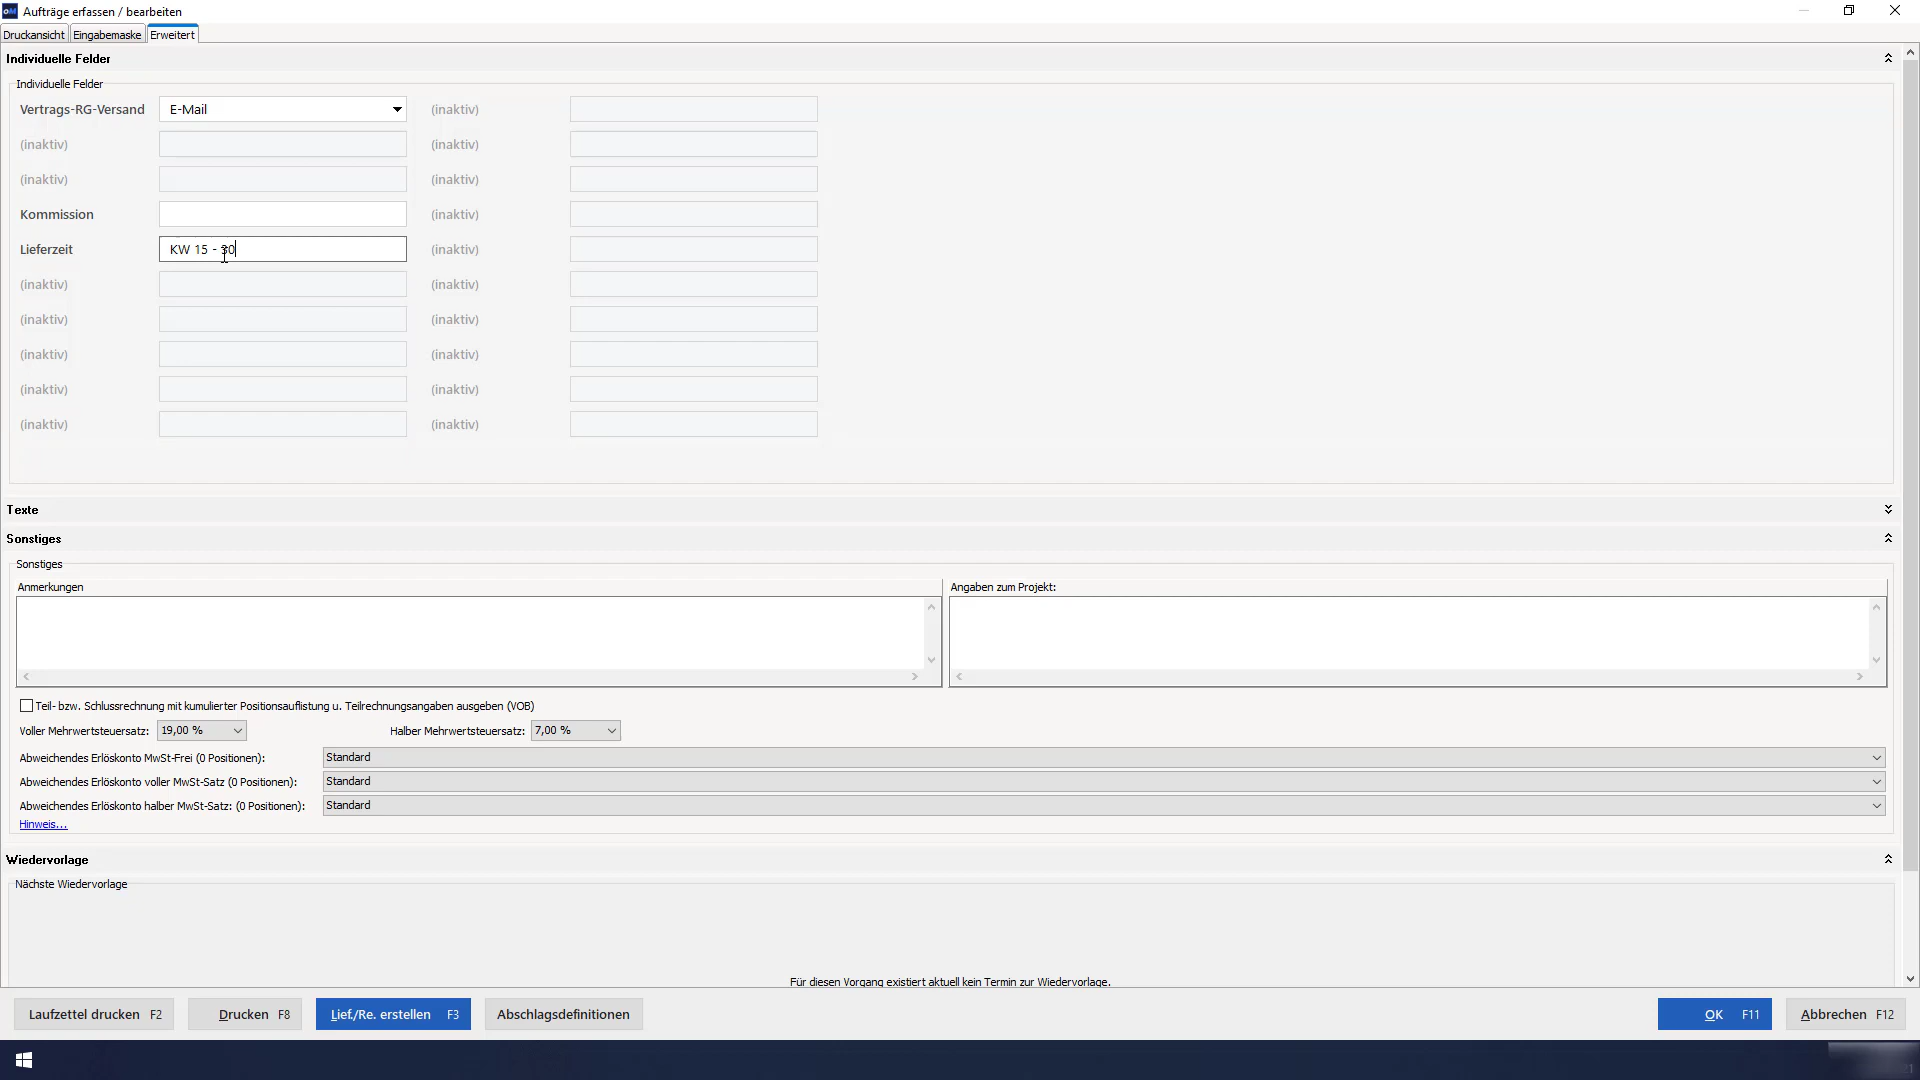 Aufträge erfassen / bearbeiten
Druckansicht Eingabemaske Erweitert
Individuelle Felder
Individuelle Felder
Vertrags-RG-Versand E-Mail (inaktiv)
(inaktiv) (inaktiv)
(inaktiv) (inaktiv)
Kommission (inaktiv)
Lieferzeit KW 15 - 30 (inaktiv)
(inaktiv) (inaktiv)
(inaktiv) (inaktiv)
(inaktiv) (inaktiv)
(inaktiv) (inaktiv)
(inaktiv) (inaktiv)
Texte
Sonstiges
Sonstiges
Anmerkungen Angaben zum Projekt:
Teil- bzw. Schlussrechnung mit kumulierter Positionsauflistung u. Teilrechnungsangaben ausgeben (VOB)
Voller Mehrwertsteuersatz: 19,00 % Halber Mehrwertsteuersatz: 7,00 %
Abweichendes Erlöskonto MwSt-Frei (0 Positionen): Standard
Abweichendes Erlöskonto voller MwSt-Satz (0 Positionen): Standard
Abweichendes Erlöskonto halber MwSt-Satz: (0 Positionen): Standard
Hinweis...
Wiedervorlage
Nächste Wiedervorlage
Für diesen Vorgang existiert aktuell kein Termin zur Wiedervorlage.
Laufzettel drucken F2 Drucken F8 Lief./Re. erstellen F3 Abschlagsdefinitionen OK F11 Abbrechen F12